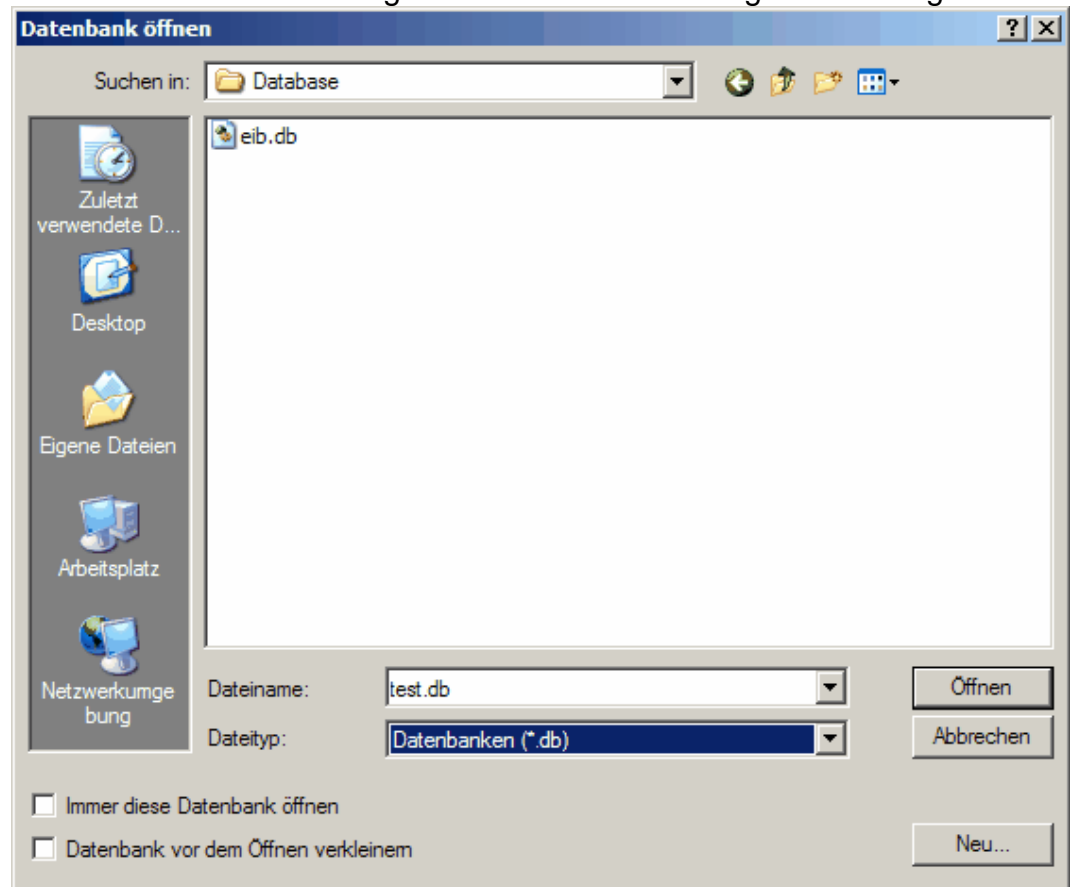 Datenbank öffnen
Suchen in:
Database
eib.db
Zuletzt
verwendete D...
Desktop
Eigene Dateien
Arbeitsplatz
Netzwerkumge
bung
Dateiname:
test.db
Öffnen
Dateityp:
Datenbanken (*.db)
Abbrechen
Immer diese Datenbank öffnen
Datenbank vor dem Öffnen verkleinern
Neu...